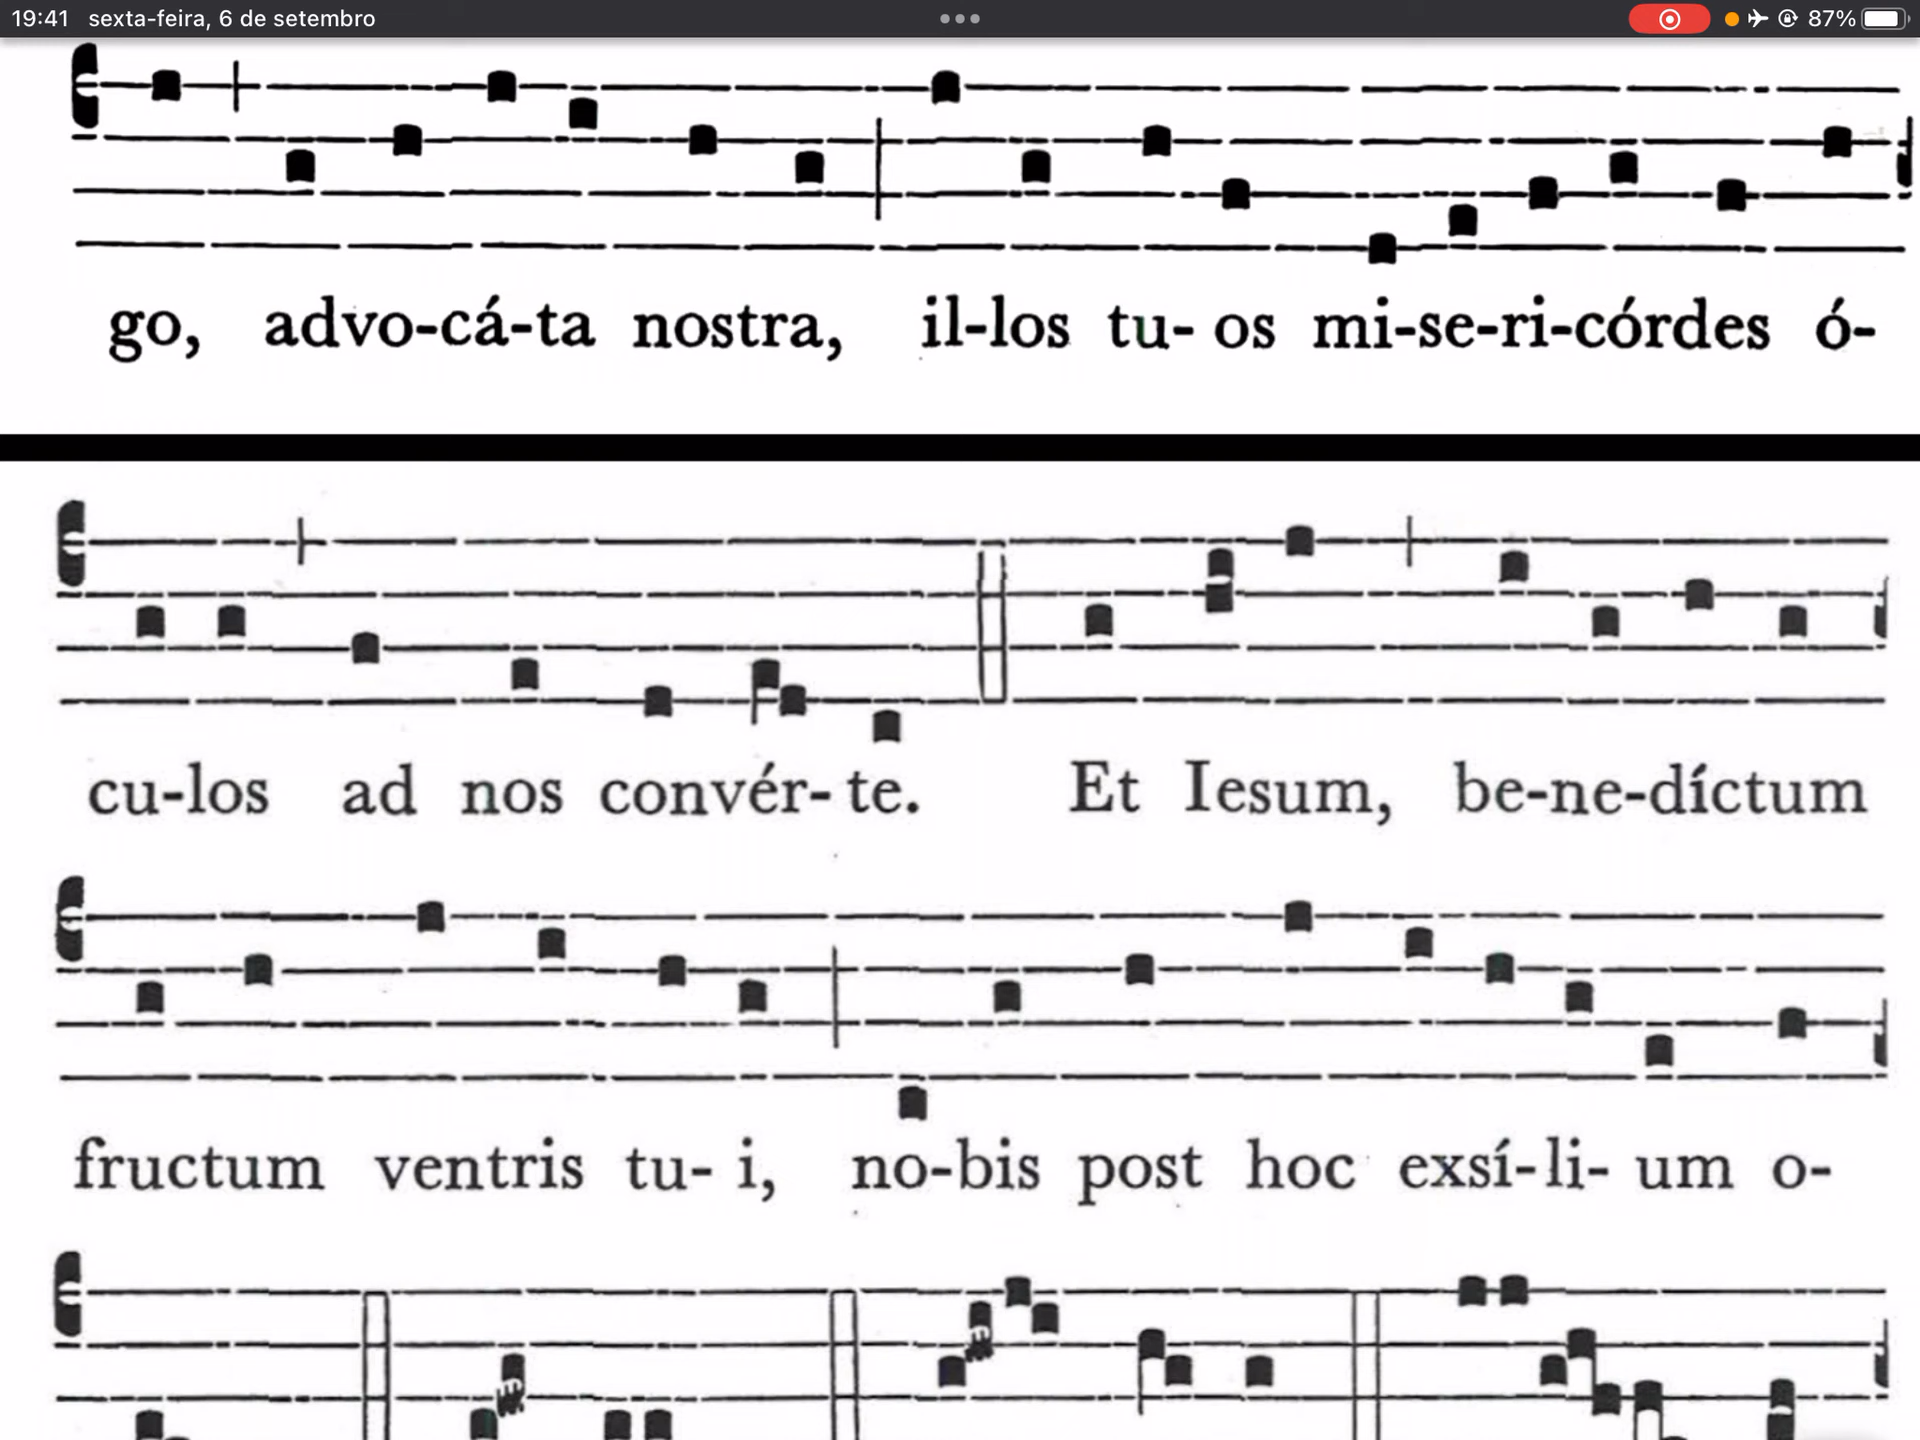 19:41 sexta-feira, 6 de setembro 87%
go, advo-cá-ta nostra, il-los tu- os mi-se-ri-córdes ó-
cu-los ad nos convér- te. Et Iesum, be-ne-díctum
fructum ventris tu- i, no-bis post hoc exsí- li- um o-